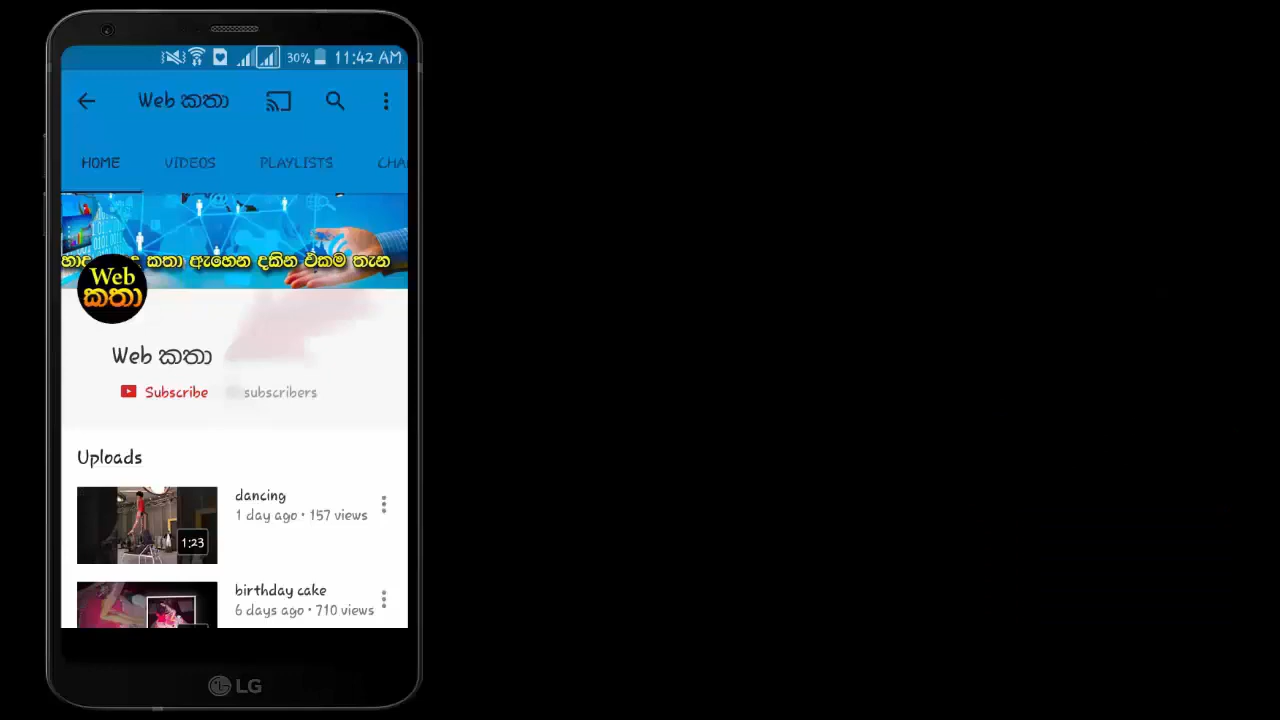 30% 11:42 AM
Web කතා
HOME VIDEOS PLAYLISTS CHA
කතා ඇහෙන දකින එකම තැන
Web
කතා
Web කතා
Subscribe subscribers
Uploads
dancing
1 day ago • 157 views
1:23
birthday cake
6 days ago • 710 views
LG